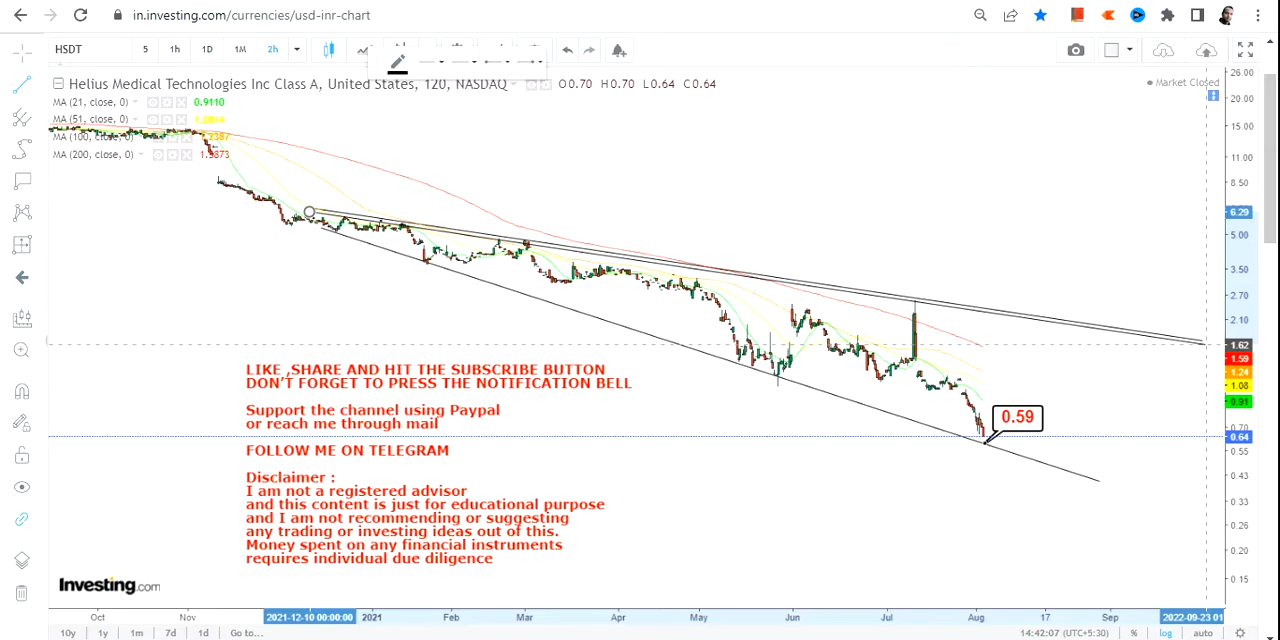 in.investing.com/currencies/usd-inr-chart
HSDT 5 1h 1D 1M 2h
Helius Medical Technologies Inc Class A, United States, 120, NASDAQ O0.70 H0.70 L0.64 C0.64
Market Closed
MA (21, close, 0) 0.9110
MA (51, close, 0) 1.0814
MA (100, close, 0)
MA (200, close, 0)
26.00
20.00
15.00
11.00
8.50
6.29
5.00
3.50
2.70
2.10
1.62
1.59
1.24
1.08
0.91
0.70
0.64
0.55
0.43
0.33
0.26
0.20
0.15
0.59
LIKE ,SHARE AND HIT THE SUBSCRIBE BUTTON
DON'T FORGET TO PRESS THE NOTIFICATION BELL
Support the channel using Paypal
or reach me through mail
FOLLOW ME ON TELEGRAM
Disclaimer :
I am not a registered advisor
and this content is just for educational purpose
and I am not recommending or suggesting
any trading or investing ideas out of this.
Money spent on any financial instruments
requires individual due diligence
Investing.com
Oct Nov 2021-12-10 00:00:00 2021 Feb Mar Apr May Jun Jul Aug 17 Sep 2022-09-23 01
10y 1y 1m 7d 1d Go to... 14:42:07 (UTC+5:30) % log auto